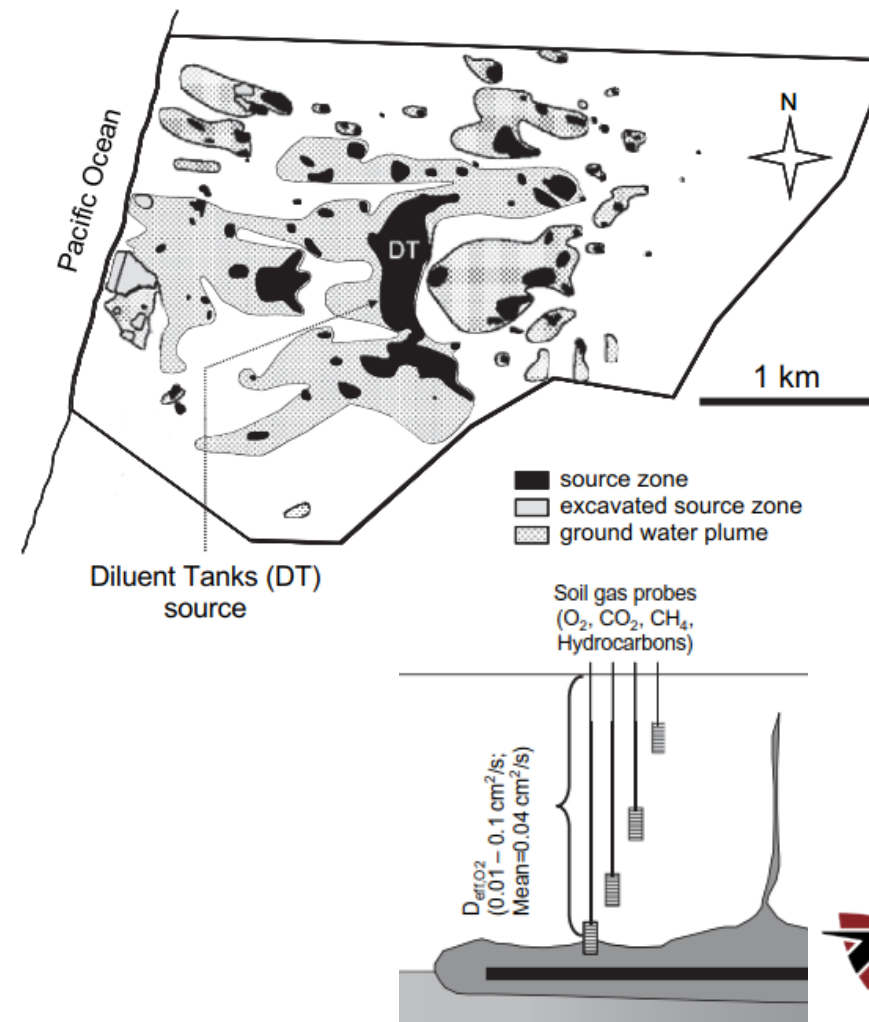 N
Pacific Ocean
DT
1 km
source zone
excavated source zone
ground water plume
Diluent Tanks (DT)
source
Soil gas probes
(O₂, CO₂, CH₄,
Hydrocarbons)
Deff,O2
(0.01 – 0.1 cm²/s;
Mean=0.04 cm²/s)